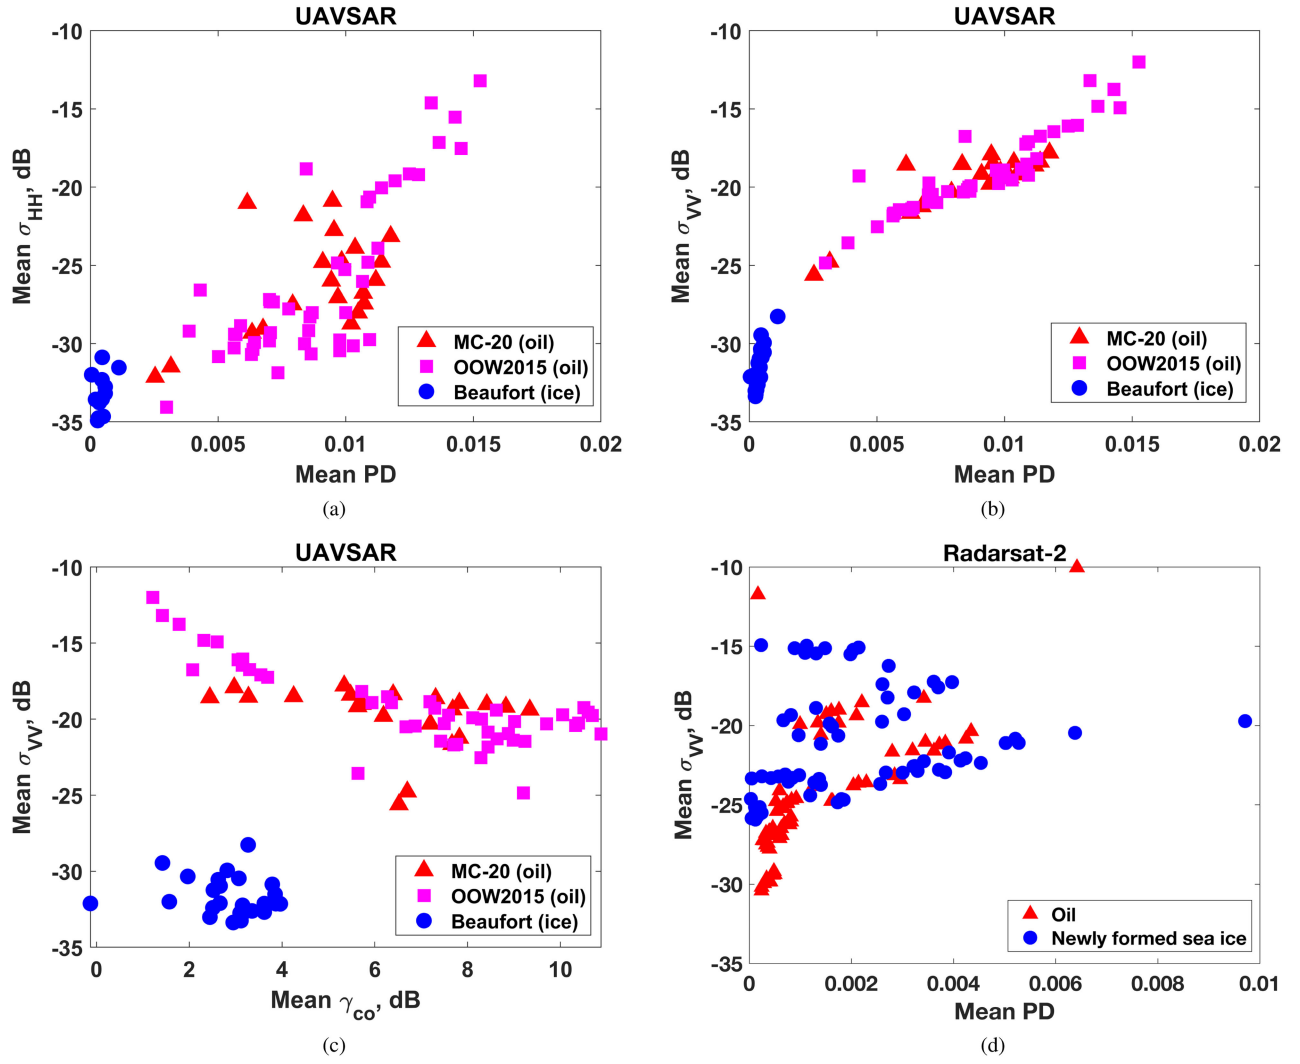 UAVSAR
-10
-15
-20
-25
-30
-35
Mean σHH, dB
0 0.005 0.01 0.015 0.02
Mean PD
MC-20 (oil)
OOW2015 (oil)
Beaufort (ice)
(a)
UAVSAR
-10
-15
-20
-25
-30
-35
Mean σVV, dB
0 0.005 0.01 0.015 0.02
Mean PD
MC-20 (oil)
OOW2015 (oil)
Beaufort (ice)
(b)
UAVSAR
-10
-15
-20
-25
-30
-35
Mean σVV, dB
0 2 4 6 8 10
Mean γco, dB
MC-20 (oil)
OOW2015 (oil)
Beaufort (ice)
(c)
Radarsat-2
-10
-15
-20
-25
-30
-35
Mean σVV, dB
0 0.002 0.004 0.006 0.008 0.01
Mean PD
Oil
Newly formed sea ice
(d)